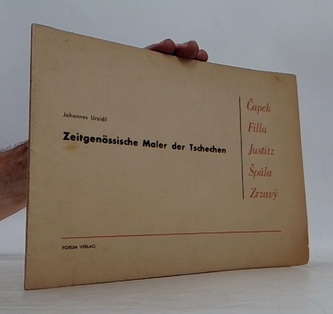 Johannes Urzidil
Zeitgenössische Maler der Tschechen
Čapek
Filla
Justitz
Špála
Zrzavý
FORUM VERLAG